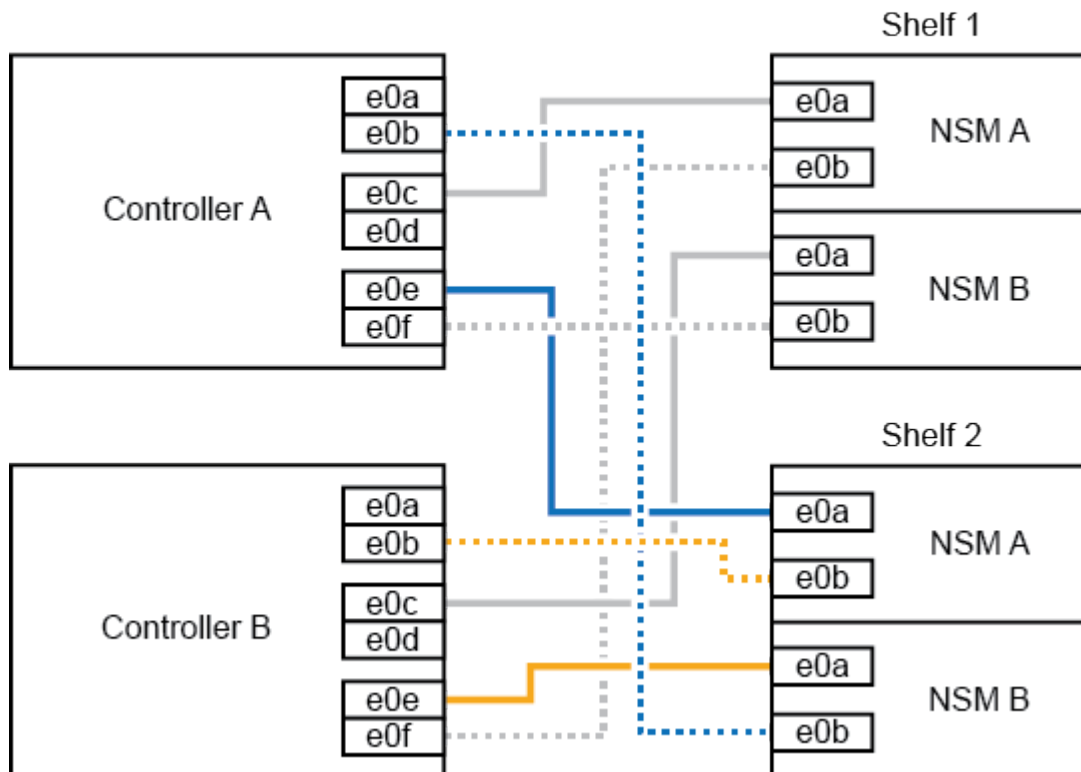 Shelf 1
Controller A
e0a
e0b
e0c
e0d
e0e
e0f
e0a
e0b
NSM A
e0a
e0b
NSM B
Shelf 2
Controller B
e0a
e0b
e0c
e0d
e0e
e0f
e0a
e0b
NSM A
e0a
e0b
NSM B